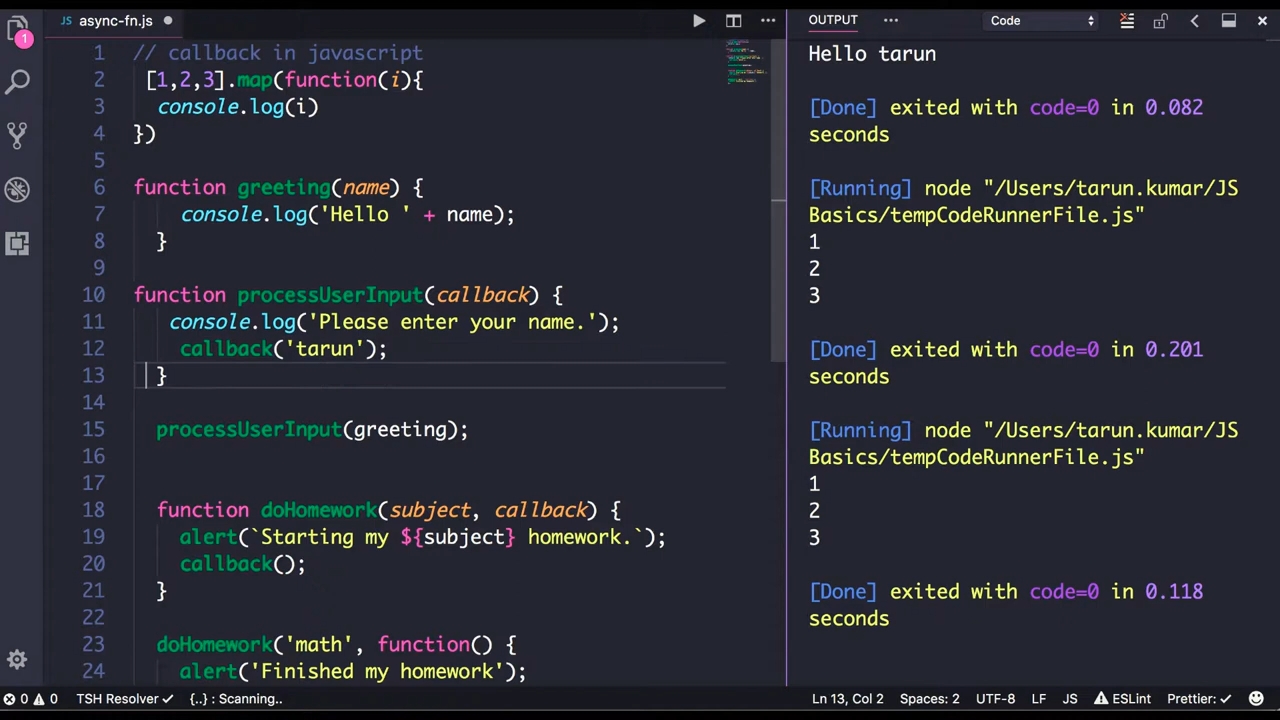 async-fn.js
OUTPUT
Code
1
1 // callback in javascript
2 [1,2,3].map(function(i){
3 console.log(i)
4 })
5
6 function greeting(name) {
7 console.log('Hello ' + name);
8 }
9
10 function processUserInput(callback) {
11 console.log('Please enter your name.');
12 callback('tarun');
13 }
14
15 processUserInput(greeting);
16
17
18 function doHomework(subject, callback) {
19 alert(`Starting my ${subject} homework.`);
20 callback();
21 }
22
23 doHomework('math', function() {
24 alert('Finished my homework');
Hello tarun
[Done] exited with code=0 in 0.082
seconds
[Running] node "/Users/tarun.kumar/JS
Basics/tempCodeRunnerFile.js"
1
2
3
[Done] exited with code=0 in 0.201
seconds
[Running] node "/Users/tarun.kumar/JS
Basics/tempCodeRunnerFile.js"
1
2
3
[Done] exited with code=0 in 0.118
seconds
0 0 TSH Resolver {..} : Scanning.. Ln 13, Col 2 Spaces: 2 UTF-8 LF JS ESLint Prettier: